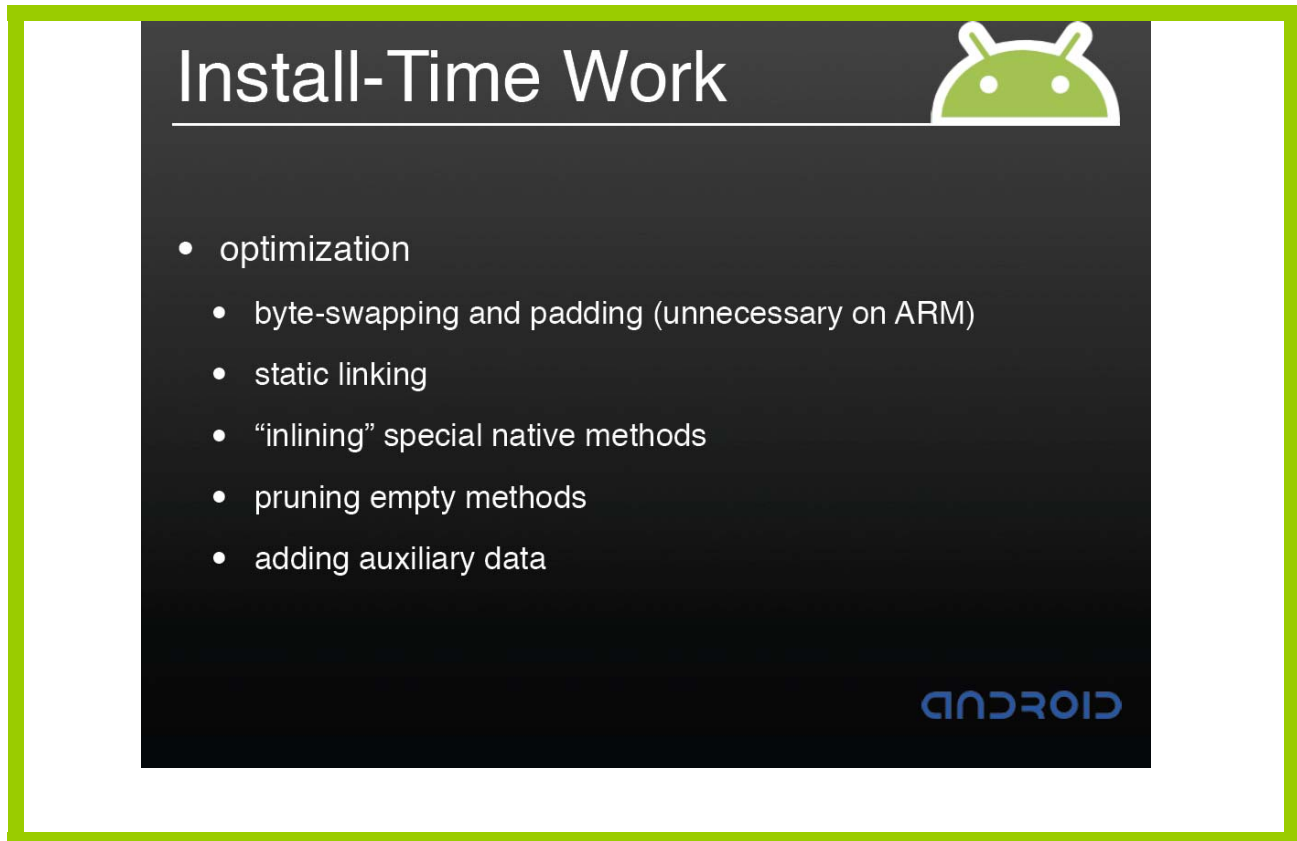 Install-Time Work
• optimization
• byte-swapping and padding (unnecessary on ARM)
• static linking
• “inlining” special native methods
• pruning empty methods
• adding auxiliary data
ANDROID